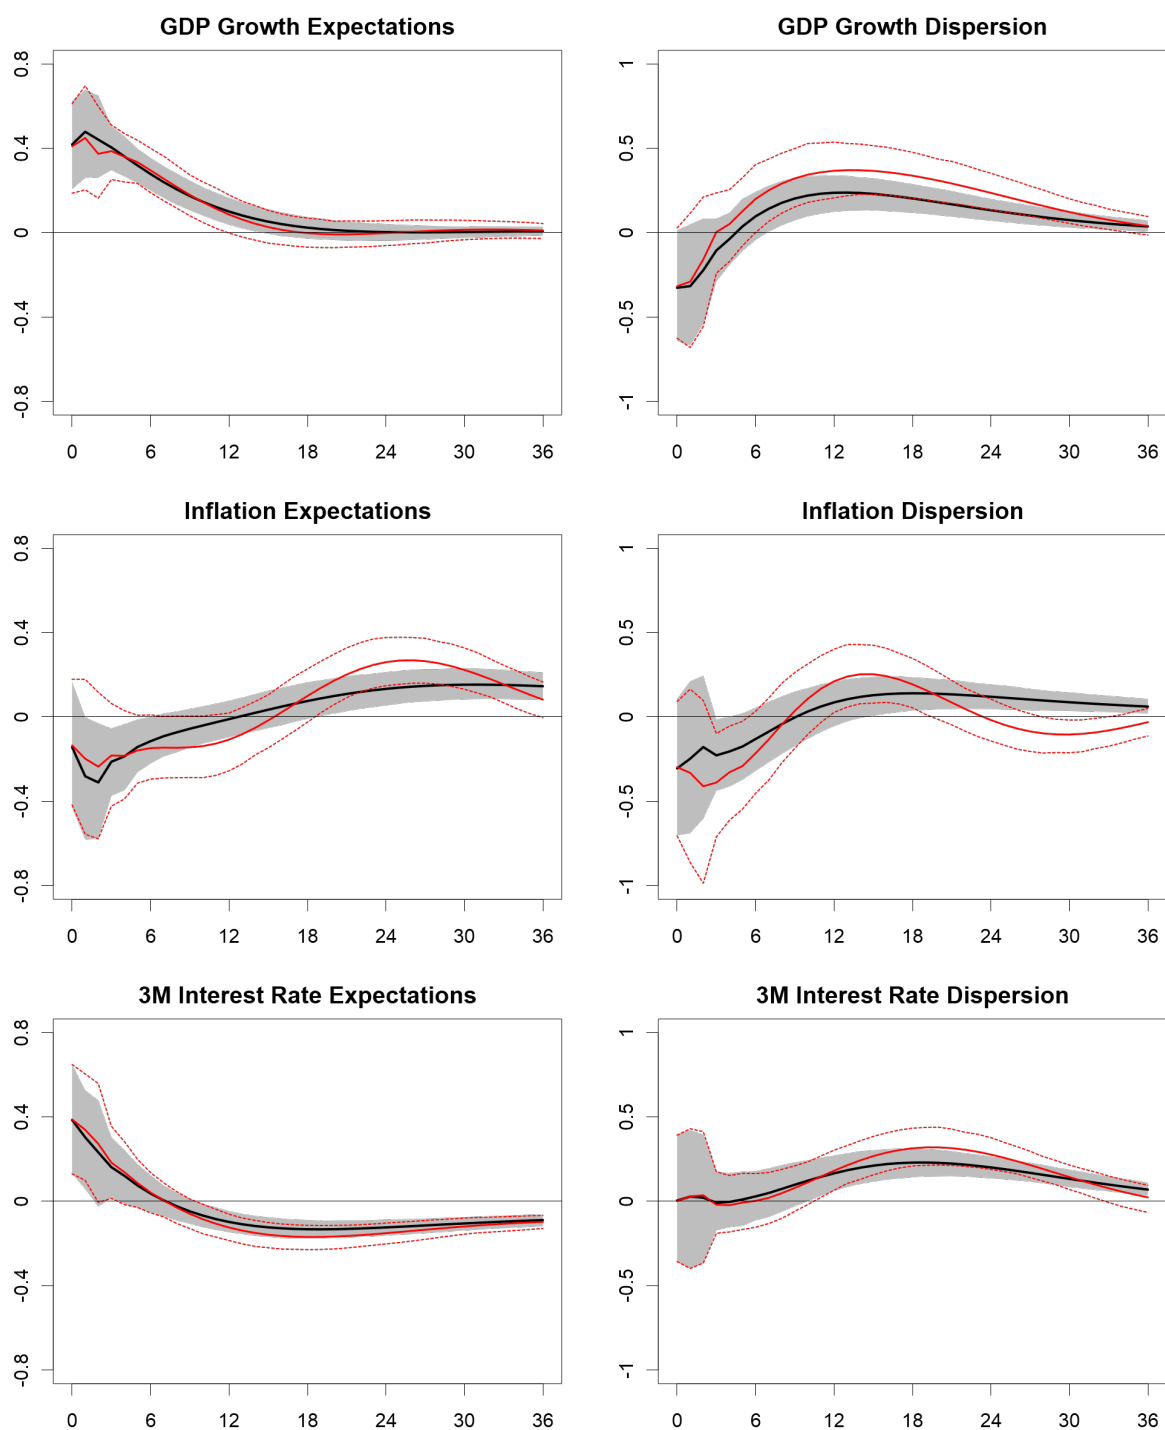 GDP Growth Expectations
0.8
0.4
0
-0.4
-0.8
0 6 12 18 24 30 36
GDP Growth Dispersion
1
0.5
0
-0.5
-1
0 6 12 18 24 30 36
Inflation Expectations
0.8
0.4
0
-0.4
-0.8
0 6 12 18 24 30 36
Inflation Dispersion
1
0.5
0
-0.5
-1
0 6 12 18 24 30 36
3M Interest Rate Expectations
0.8
0.4
0
-0.4
-0.8
0 6 12 18 24 30 36
3M Interest Rate Dispersion
1
0.5
0
-0.5
-1
0 6 12 18 24 30 36